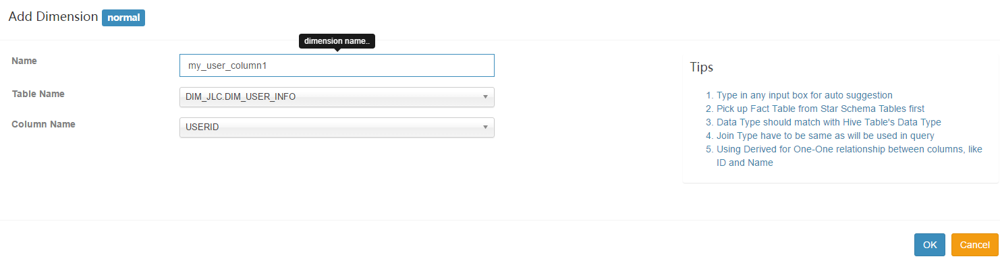 Add Dimension normal
dimension name..
Name
my_user_column1
Table Name
DIM_JLC.DIM_USER_INFO
Column Name
USERID
Tips
1. Type in any input box for auto suggestion
2. Pick up Fact Table from Star Schema Tables first
3. Data Type should match with Hive Table's Data Type
4. Join Type have to be same as will be used in query
5. Using Derived for One-One relationship between columns, like
ID and Name
OK
Cancel